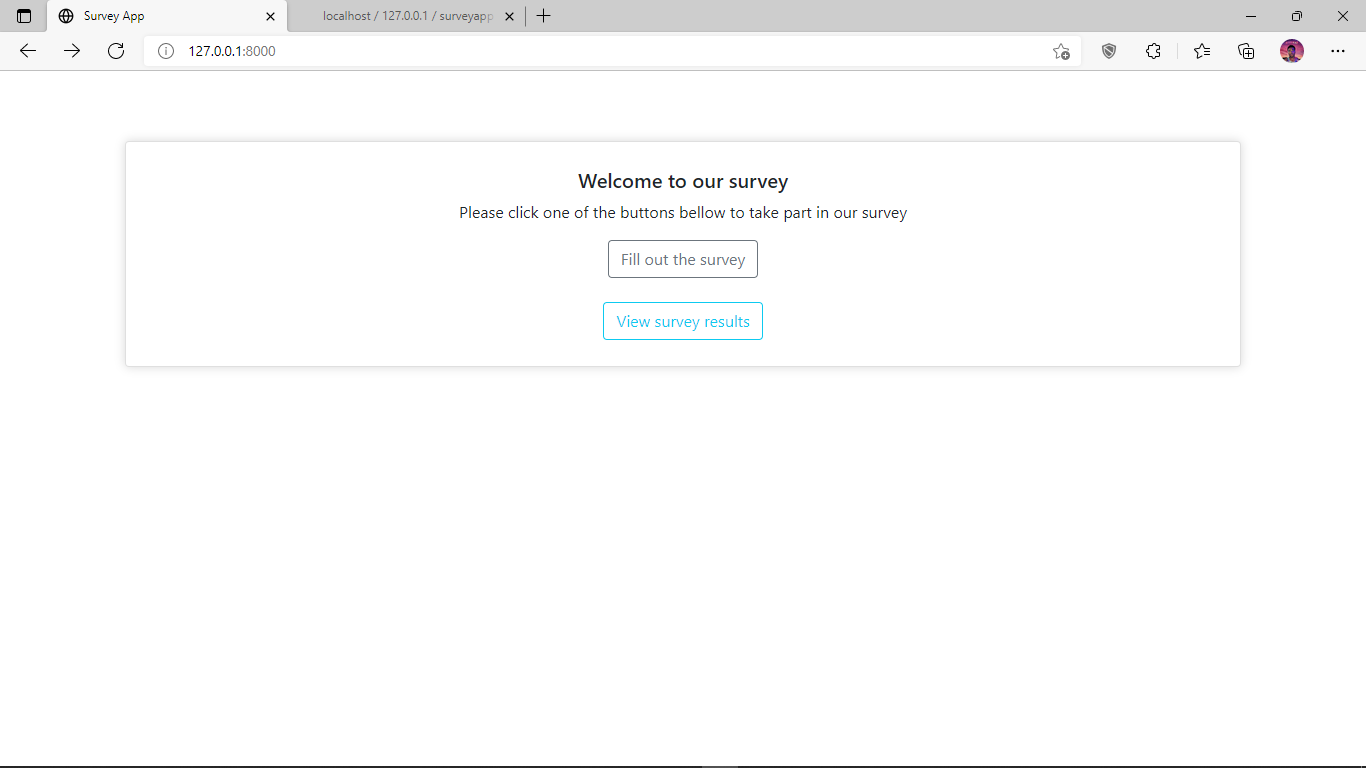 Survey App
localhost / 127.0.0.1 / surveyapp
127.0.0.1:8000
Welcome to our survey
Please click one of the buttons bellow to take part in our survey
Fill out the survey
View survey results